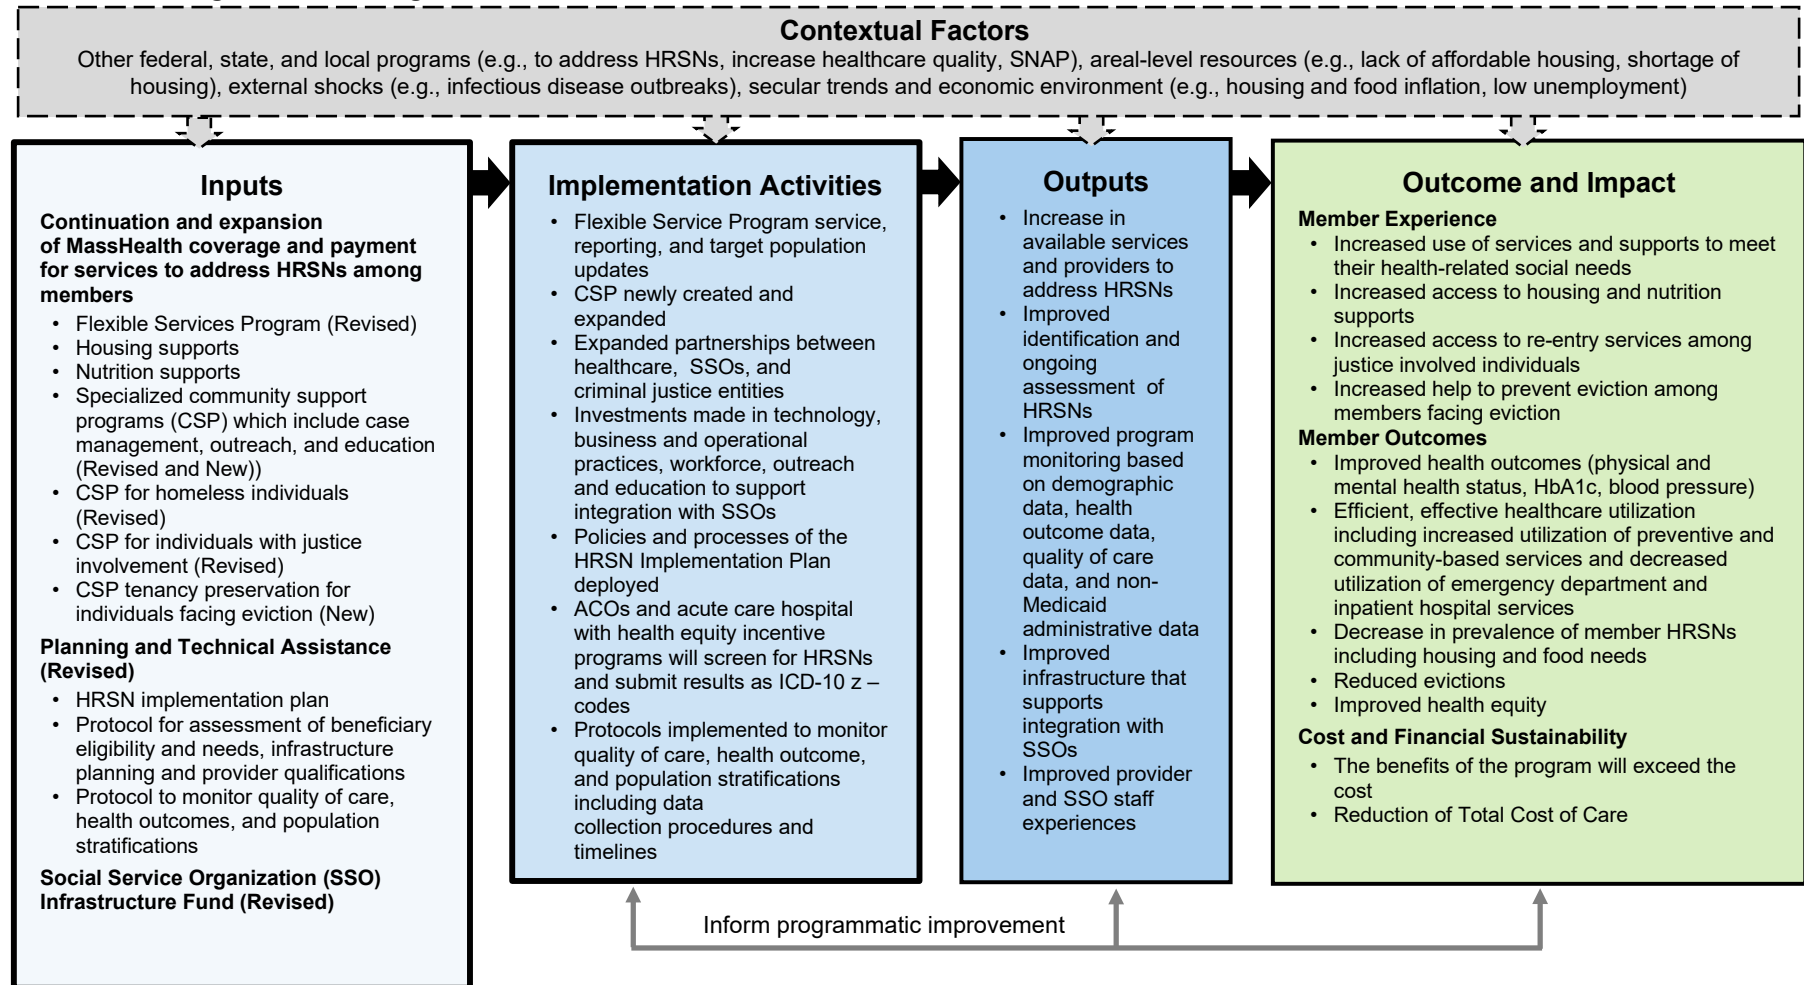 Contextual Factors
Other federal, state, and local programs (e.g., to address HRSNs, increase healthcare quality, SNAP), areal-level resources (e.g., lack of affordable housing, shortage of
housing), external shocks (e.g., infectious disease outbreaks), secular trends and economic environment (e.g., housing and food inflation, low unemployment)
Inputs
Continuation and expansion
of MassHealth coverage and payment
for services to address HRSNs among
members
• Flexible Services Program (Revised)
• Housing supports
• Nutrition supports
• Specialized community support
programs (CSP) which include case
management, outreach, and education
(Revised and New))
• CSP for homeless individuals
(Revised)
• CSP for individuals with justice
involvement (Revised)
• CSP tenancy preservation for
individuals facing eviction (New)
Planning and Technical Assistance
(Revised)
• HRSN implementation plan
• Protocol for assessment of beneficiary
eligibility and needs, infrastructure
planning and provider qualifications
• Protocol to monitor quality of care,
health outcomes, and population
stratifications
Social Service Organization (SSO)
Infrastructure Fund (Revised)
Implementation Activities
• Flexible Service Program service,
reporting, and target population
updates
• CSP newly created and
expanded
• Expanded partnerships between
healthcare, SSOs, and
criminal justice entities
• Investments made in technology,
business and operational
practices, workforce, outreach
and education to support
integration with SSOs
• Policies and processes of the
HRSN Implementation Plan
deployed
• ACOs and acute care hospital
with health equity incentive
programs will screen for HRSNs
and submit results as ICD-10 z –
codes
• Protocols implemented to monitor
quality of care, health outcome,
and population stratifications
including data
collection procedures and
timelines
Outputs
• Increase in
available services
and providers to
address HRSNs
• Improved
identification and
ongoing
assessment of
HRSNs
• Improved program
monitoring based
on demographic
data, health
outcome data,
quality of care
data, and non-
Medicaid
administrative data
• Improved
infrastructure that
supports
integration with
SSOs
• Improved provider
and SSO staff
experiences
Outcome and Impact
Member Experience
• Increased use of services and supports to meet
their health-related social needs
• Increased access to housing and nutrition
supports
• Increased access to re-entry services among
justice involved individuals
• Increased help to prevent eviction among
members facing eviction
Member Outcomes
• Improved health outcomes (physical and
mental health status, HbA1c, blood pressure)
• Efficient, effective healthcare utilization
including increased utilization of preventive and
community-based services and decreased
utilization of emergency department and
inpatient hospital services
• Decrease in prevalence of member HRSNs
including housing and food needs
• Reduced evictions
• Improved health equity
Cost and Financial Sustainability
• The benefits of the program will exceed the
cost
• Reduction of Total Cost of Care
Inform programmatic improvement